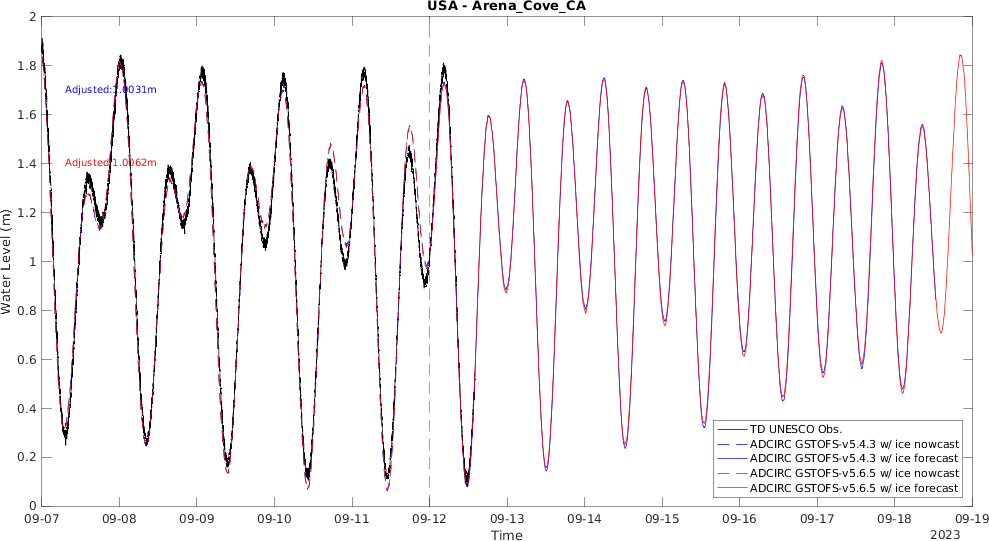 USA - Arena_Cove_CA
2
1.8
1.6
1.4
1.2
1
0.8
0.6
0.4
0.2
0
Water Level (m)
Adjusted:1.0031m
Adjusted:1.0062m
TD UNESCO Obs.
ADCIRC GSTOFS-v5.4.3 w/ ice nowcast
ADCIRC GSTOFS-v5.4.3 w/ ice forecast
ADCIRC GSTOFS-v5.6.5 w/ ice nowcast
ADCIRC GSTOFS-v5.6.5 w/ ice forecast
09-07 09-08 09-09 09-10 09-11 09-12 09-13 09-14 09-15 09-16 09-17 09-18 09-19
Time
2023